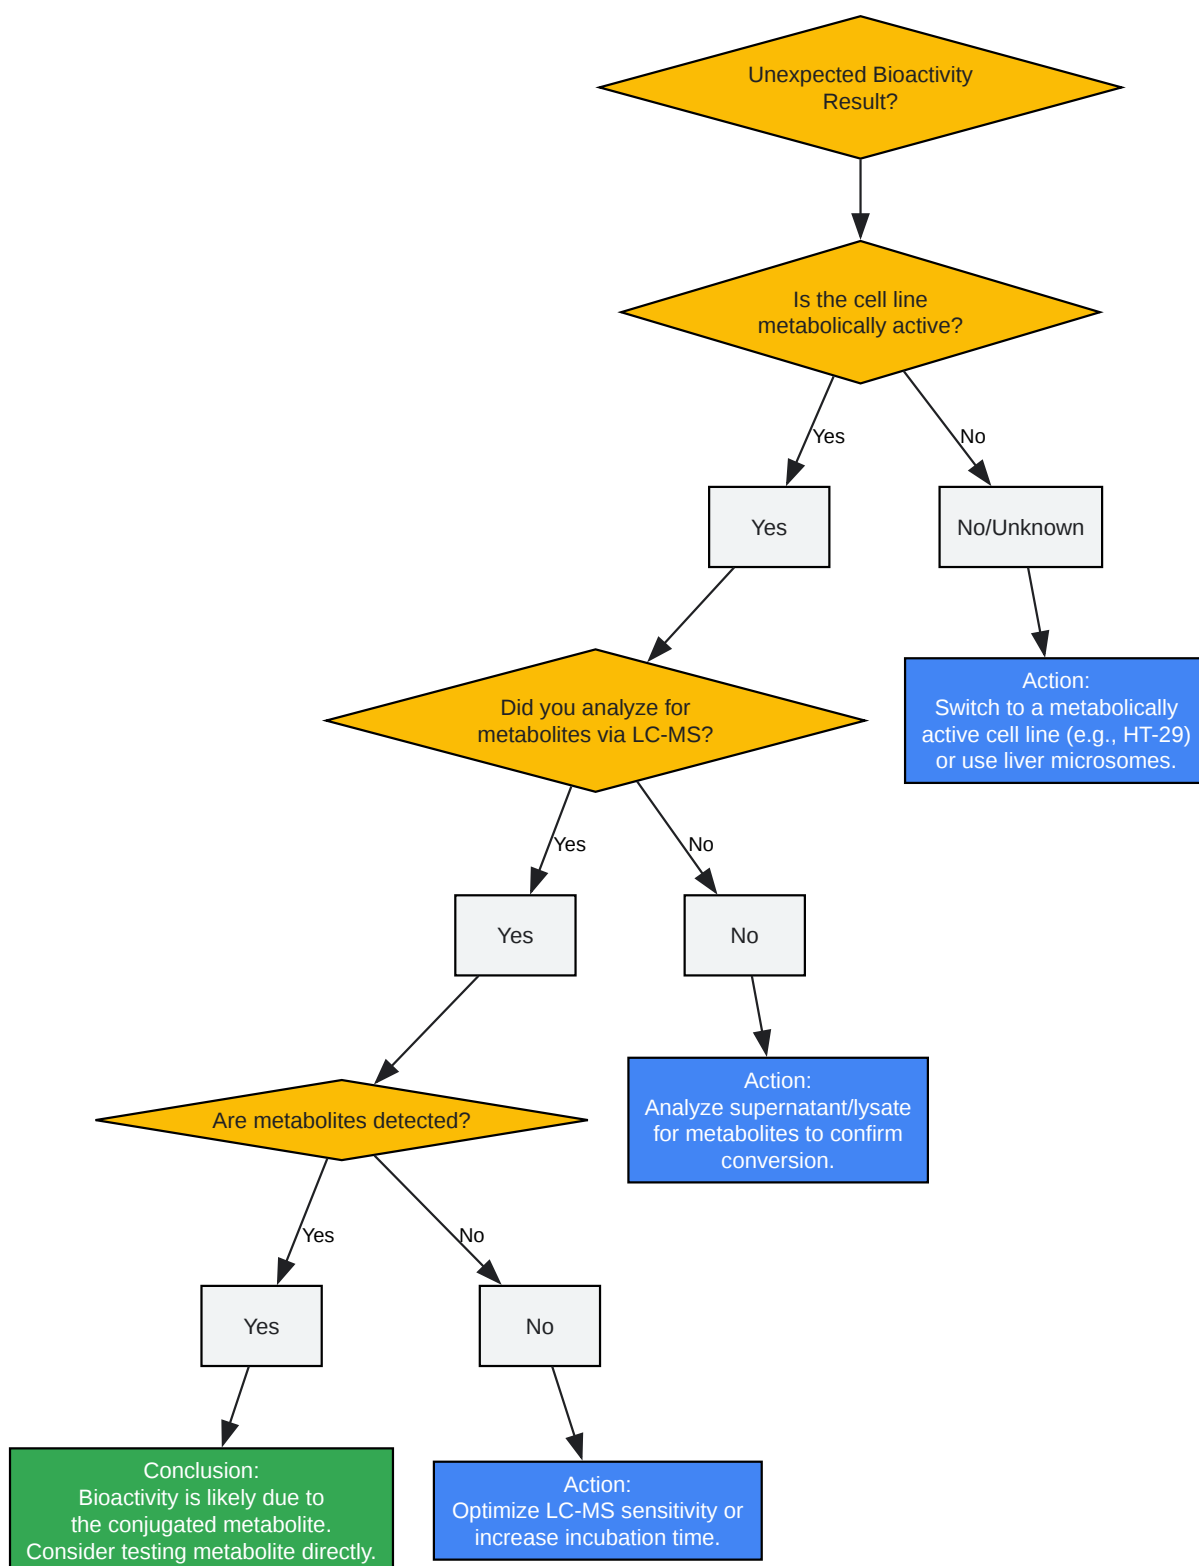 Unexpected Bioactivity
Result?
Is the cell line
metabolically active?
Yes
No
Yes
No/Unknown
Did you analyze for
metabolites via LC-MS?
Action:
Switch to a metabolically
active cell line (e.g., HT-29)
or use liver microsomes.
Yes
No
Yes
No
Are metabolites detected?
Action:
Analyze supernatant/lysate
for metabolites to confirm
conversion.
Yes
No
Yes
No
Conclusion:
Bioactivity is likely due to
the conjugated metabolite.
Consider testing metabolite directly.
Action:
Optimize LC-MS sensitivity or
increase incubation time.